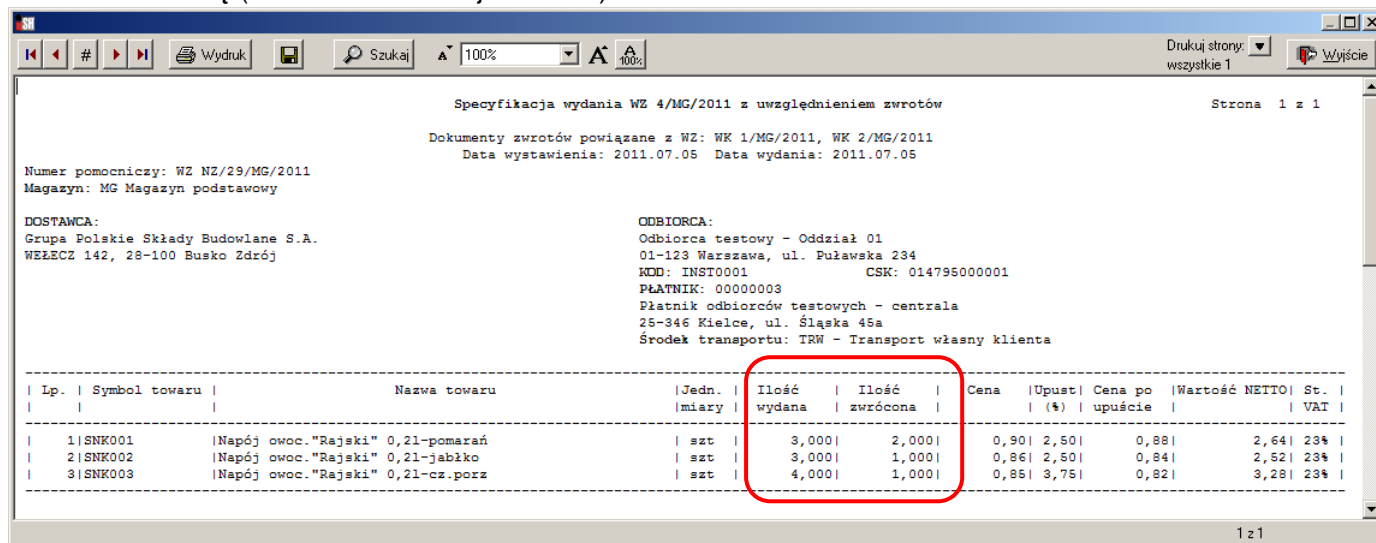 SH
# Wydruk Szukaj A 100% A A 100% Drukuj strony: wszystkie 1 Wyjście
Specyfikacja wydania WZ 4/MG/2011 z uwzględnieniem zwrotów Strona 1 z 1
Dokumenty zwrotów powiązane z WZ: WK 1/MG/2011, WK 2/MG/2011
Data wystawienia: 2011.07.05 Data wydania: 2011.07.05
Numer pomocniczy: WZ NZ/29/MG/2011
Magazyn: MG Magazyn podstawowy
DOSTAWCA:
Grupa Polskie Składy Budowlane S.A.
WEŁECZ 142, 28-100 Busko Zdrój
ODBIORCA:
Odbiorca testowy - Oddział 01
01-123 Warszawa, ul. Puławska 234
KOD: INST0001 CSK: 014795000001
PŁATNIK: 00000003
Płatnik odbiorców testowych - centrala
25-346 Kielce, ul. Śląska 45a
Środek transportu: TRW - Transport własny klienta
| Lp. | Symbol towaru | Nazwa towaru |Jedn. | Ilość | Ilość | Cena |Upust| Cena po |Wartość NETTO| St. |
| | | |miary | wydana | zwrócona | | (%) | upuście | | VAT |
| 1|SNK001 |Napój owoc."Rajski" 0,2l-pomarań | szt | 3,000| 2,000| 0,90| 2,50| 0,88| 2,64| 23% |
| 2|SNK002 |Napój owoc."Rajski" 0,2l-jabłko | szt | 3,000| 1,000| 0,86| 2,50| 0,84| 2,52| 23% |
| 3|SNK003 |Napój owoc."Rajski" 0,2l-cz.porz | szt | 4,000| 1,000| 0,85| 3,75| 0,82| 3,28| 23% |
1 z 1